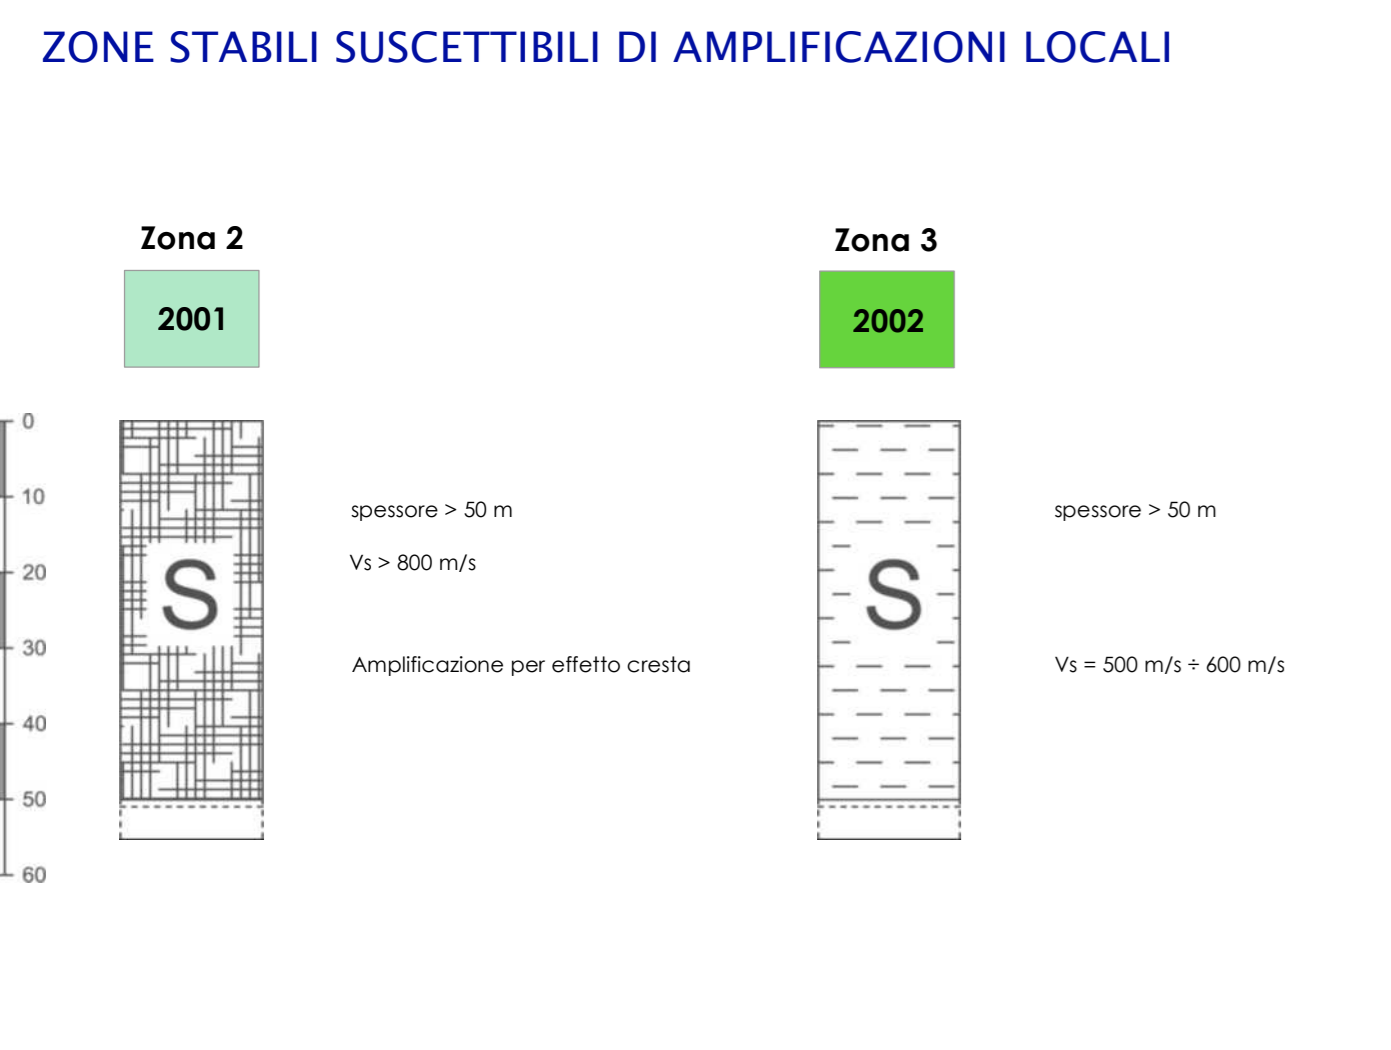 ZONE STABILI SUSCETTIBILI DI AMPLIFICAZIONI LOCALI
Zona 2
Zona 3
2001
2002
0
10
20
30
40
50
60
S
spessore > 50 m
Vs > 800 m/s
Amplificazione per effetto cresta
S
spessore > 50 m
Vs = 500 m/s ÷ 600 m/s